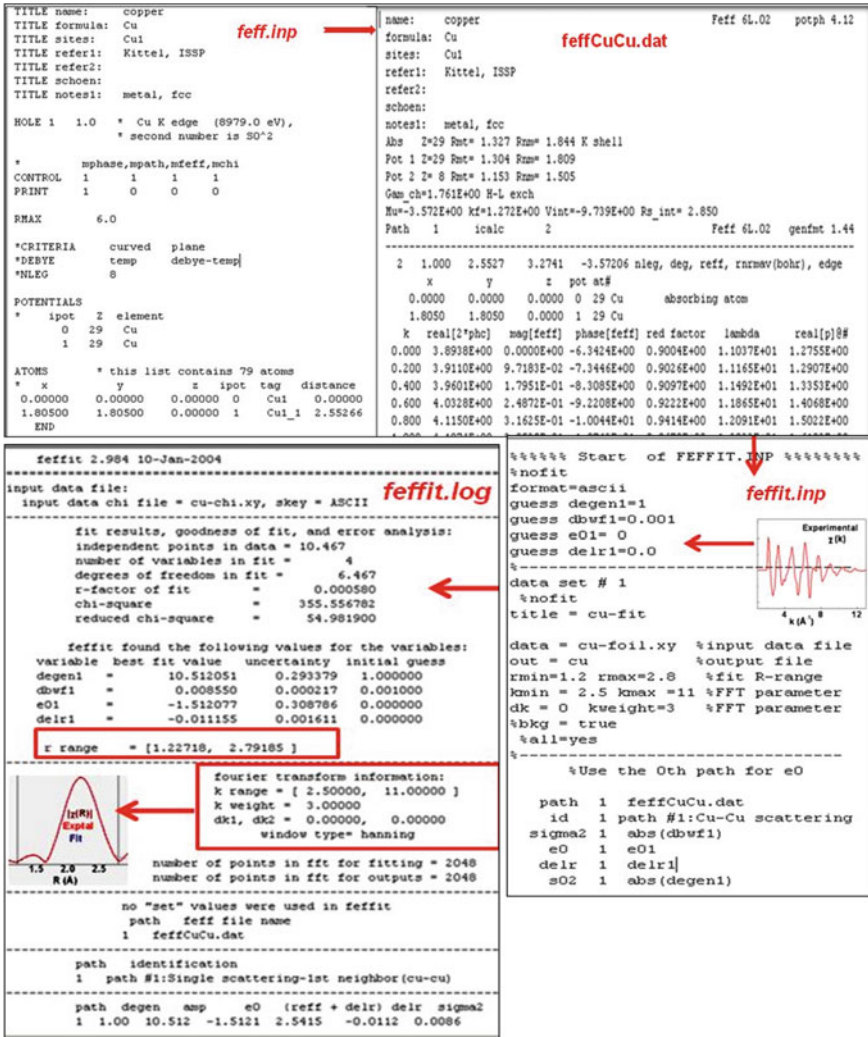 TITLE name: copper
TITLE formula: Cu
TITLE sites: Cu1
TITLE refer1: Kittel, ISSP
TITLE refer2:
TITLE schoen:
TITLE notes1: metal, fcc
feff.inp
HOLE 1 1.0 * Cu K edge (8979.0 eV),
* second number is S0^2
* mphase,mpath,mfeff,mchi
CONTROL 1 1 1 1
PRINT 1 0 0 0
RMAX 6.0
*CRITERIA curved plane
*DEBYE temp debye-temp
*NLEG 8
POTENTIALS
* ipot Z element
0 29 Cu
1 29 Cu
ATOMS * this list contains 79 atoms
* x y z ipot tag distance
0.00000 0.00000 0.00000 0 Cu1 0.00000
1.80500 1.80500 0.00000 1 Cu1_1 2.55266
END
name: copper Feff 6L.02 potph 4.12
formula: Cu
feffCuCu.dat
sites: Cu1
refer1: Kittel, ISSP
refer2:
schoen:
notes1: metal, fcc
Abs Z=29 Rmt= 1.327 Rnm= 1.844 K shell
Pot 1 Z=29 Rmt= 1.304 Rnm= 1.809
Pot 2 Z= 8 Rmt= 1.153 Rnm= 1.505
Gam_ch=1.761E+00 H-L exch
Mu=-3.572E+00 kf=1.272E+00 Vint=-9.739E+00 Rs_int= 2.850
Path 1 icalc 2 Feff 6L.02 genfmt 1.44
2 1.000 2.5527 3.2741 -3.57206 nleg, deg, reff, rnrmav(bohr), edge
x y z pot at#
0.0000 0.0000 0.0000 0 29 Cu absorbing atom
1.8050 1.8050 0.0000 1 29 Cu
k real[2*phc] mag[feff] phase[feff] red factor lambda real[p]@#
0.000 3.8938E+00 0.0000E+00 -6.3424E+00 0.9004E+00 1.1037E+01 1.2755E+00
0.200 3.9110E+00 9.7183E-02 -7.3446E+00 0.9026E+00 1.1165E+01 1.2907E+00
0.400 3.9601E+00 1.7951E-01 -8.3085E+00 0.9097E+00 1.1492E+01 1.3353E+00
0.600 4.0328E+00 2.4872E-01 -9.2208E+00 0.9222E+00 1.1865E+01 1.4068E+00
0.800 4.1150E+00 3.1625E-01 -1.0044E+01 0.9414E+00 1.2091E+01 1.5022E+00
feffit 2.984 10-Jan-2004
input data file:
feffit.log
input data chi file = cu-chi.xy, skey = ASCII
fit results, goodness of fit, and error analysis:
independent points in data = 10.467
number of variables in fit = 4
degrees of freedom in fit = 6.467
r-factor of fit = 0.000580
chi-square = 355.556782
reduced chi-square = 54.981900
feffit found the following values for the variables:
variable best fit value uncertainty initial guess
degen1 = 10.512051 0.293379 1.000000
dbwf1 = 0.008550 0.000217 0.001000
e01 = -1.512077 0.308786 0.000000
delr1 = -0.011155 0.001611 0.000000
r range = [1.22718, 2.79185 ]
fourier transform information:
k range = [ 2.50000, 11.00000 ]
k weight = 3.00000
dk1, dk2 = 0.00000, 0.00000
window type= hanning
|χ(R)|
Exptal
Fit
1.5 2.0 2.5
R (Å)
number of points in fft for fitting = 2048
number of points in fft for outputs = 2048
no "set" values were used in feffit
path feff file name
1 feffCuCu.dat
path identification
1 path #1:Single scattering-1st neighbor(cu-cu)
path degen amp e0 (reff + delr) delr sigma2
1 1.00 10.512 -1.5121 2.5415 -0.0112 0.0086
%%%%%% Start of FEFFIT.INP %%%%%%%%
%nofit
feffit.inp
format=ascii
guess degen1=1
guess dbwf1=0.001
guess e01= 0
guess delr1=0.0
Experimental
χ(k)
4 8 12
k (Å
data set # 1
%nofit
title = cu-fit
data = cu-foil.xy %input data file
out = cu %output file
rmin=1.2 rmax=2.8 %fit R-range
kmin = 2.5 kmax =11 %FFT parameter
dk = 0 kweight=3 %FFT parameter
%bkg = true
%all=yes
%Use the 0th path for e0
path 1 feffCuCu.dat
id 1 path #1:Cu-Cu scattering
sigma2 1 abs(dbwf1)
e0 1 e01
delr 1 delr1
s02 1 abs(degen1)